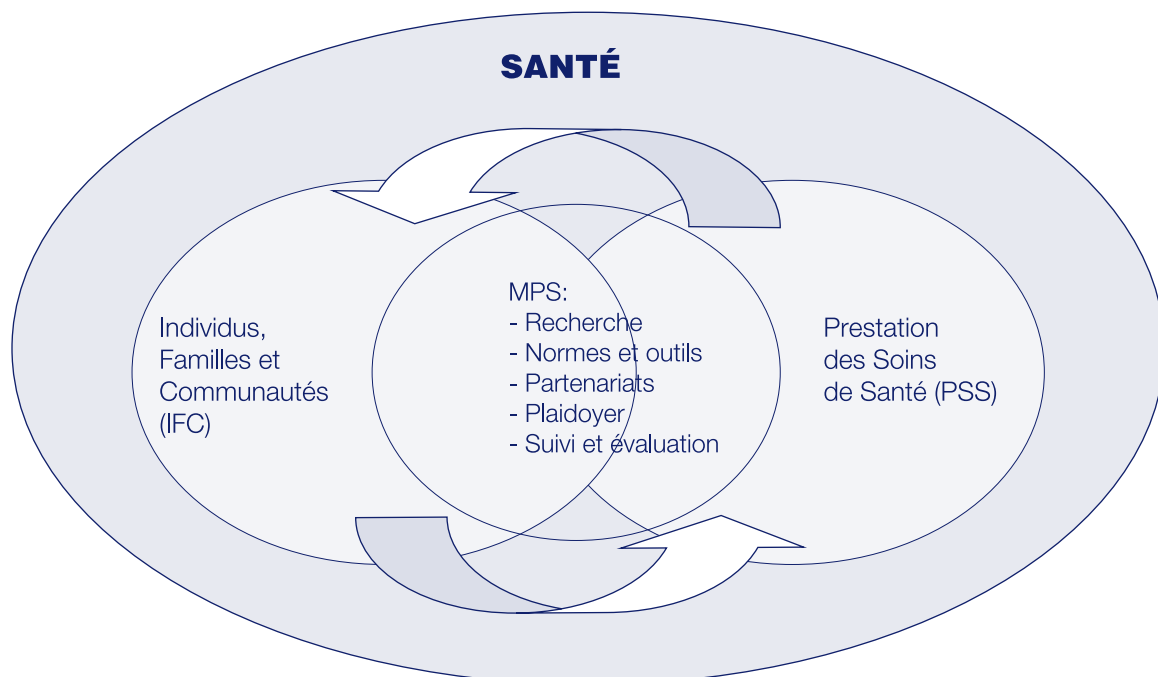 SANTÉ
Individus,
Familles et
Communautés
(IFC)
MPS:
- Recherche
- Normes et outils
- Partenariats
- Plaidoyer
- Suivi et évaluation
Prestation
des Soins
de Santé (PSS)